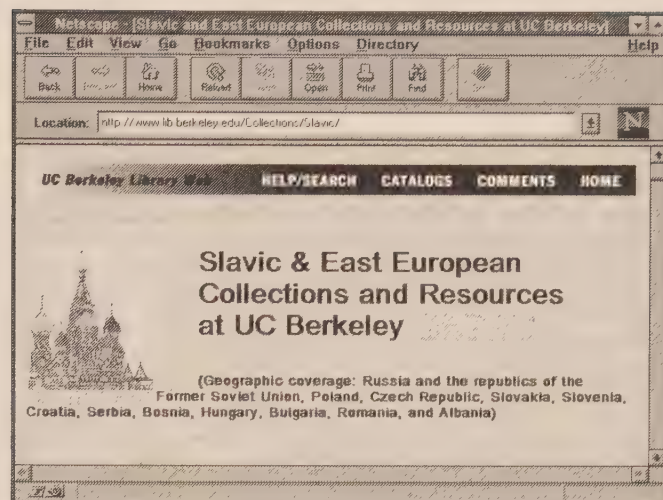 Netscape - [Slavic and East European Collections and Resources at UC Berkeley]
File Edit View Go Bookmarks Options Directory Help
Back Home Reload Open Print Find
Location: http://www.lib.berkeley.edu/Collections/Slavic/
N
UC Berkeley Library Web HELP/SEARCH CATALOGS COMMENTS HOME
Slavic & East European
Collections and Resources
at UC Berkeley
(Geographic coverage: Russia and the republics of the
Former Soviet Union, Poland, Czech Republic, Slovakia, Slovenia,
Croatia, Serbia, Bosnia, Hungary, Bulgaria, Romania, and Albania)